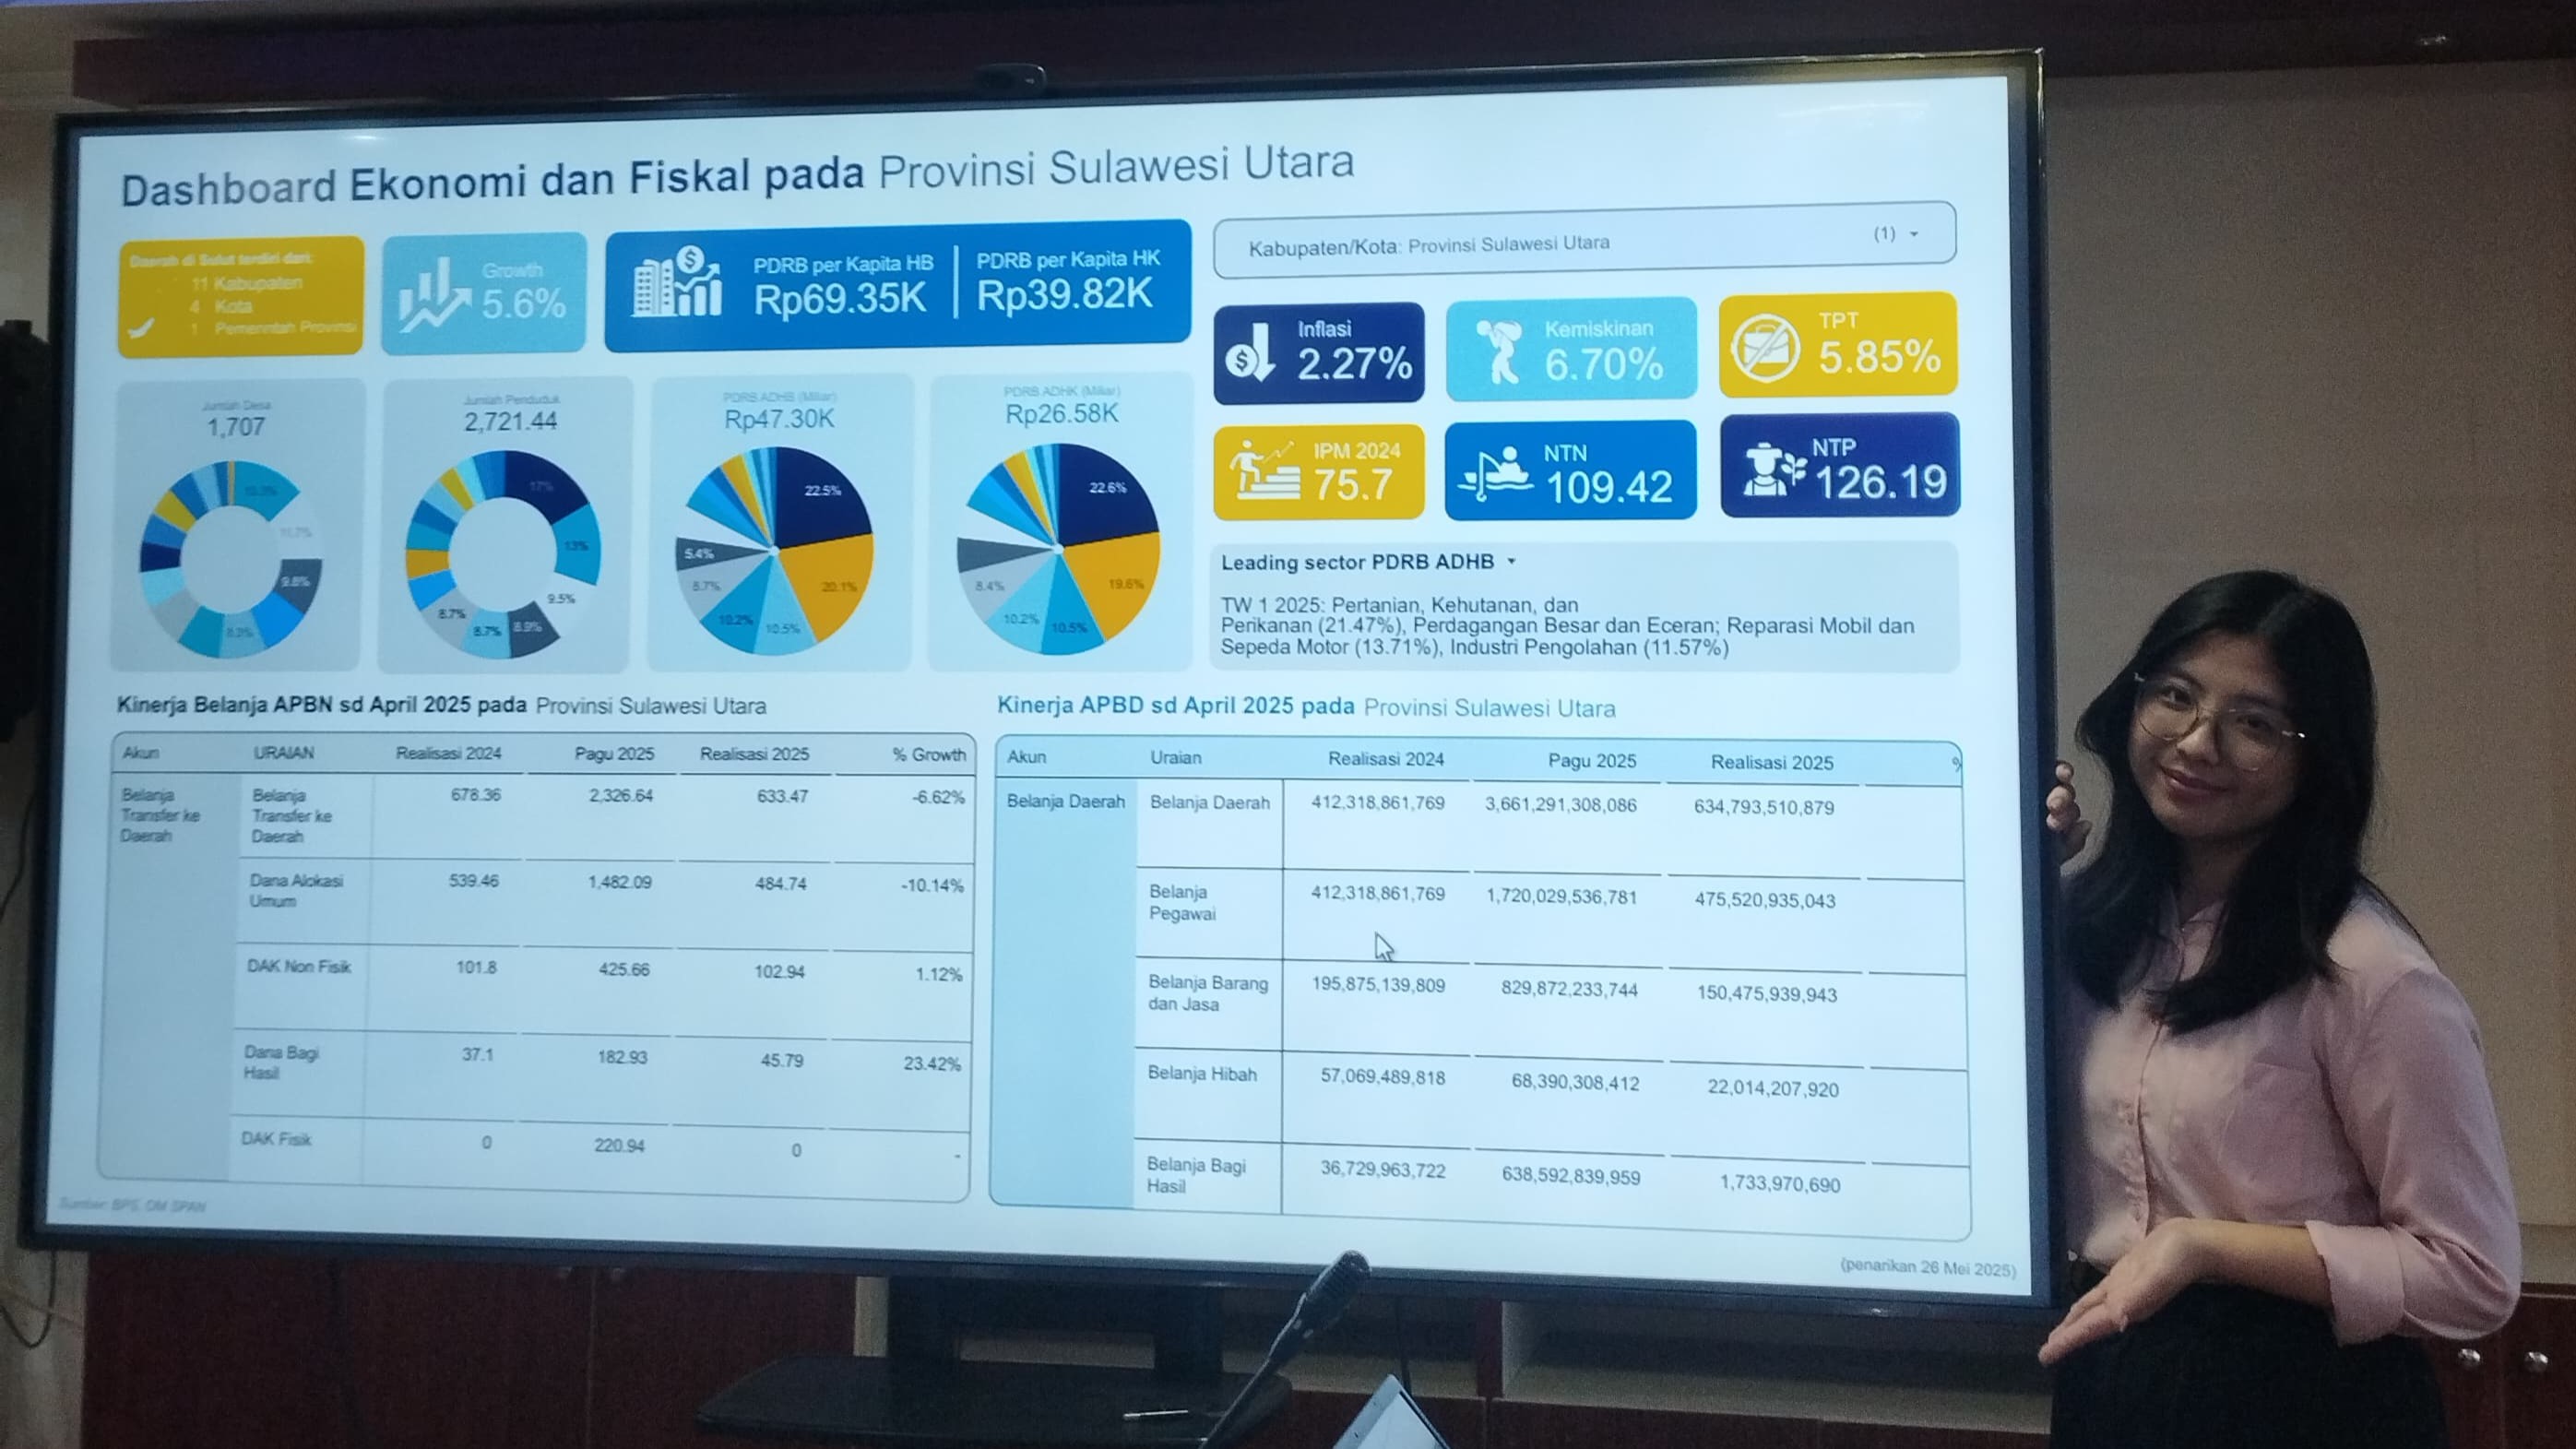 Dashboard Ekonomi dan Fiskal pada Provinsi Sulawesi Utara
Daerah di Sulut terdiri dari:
11 Kabupaten
4 Kota
1 Pemerintah Provinsi
Growth
5.6%
PDRB per Kapita HB
Rp69.35K
PDRB per Kapita HK
Rp39.82K
Kabupaten/Kota: Provinsi Sulawesi Utara (1)
Inflasi
2.27%
Kemiskinan
6.70%
TPT
5.85%
IPM 2024
75.7
NTN
109.42
NTP
126.19
Jumlah Desa
1,707
9.8%
Jumlah Penduduk
2,721.44
17%
13%
9.5%
8.9%
8.7%
8.7%
PDRB ADHB (Miliar)
Rp47.30K
22.5%
20.1%
10.5%
10.2%
5.4%
PDRB ADHK (Miliar)
Rp26.58K
22.6%
19.6%
10.5%
10.2%
8.4%
Leading sector PDRB ADHB
TW 1 2025: Pertanian, Kehutanan, dan
Perikanan (21.47%), Perdagangan Besar dan Eceran; Reparasi Mobil dan
Sepeda Motor (13.71%), Industri Pengolahan (11.57%)
Kinerja Belanja APBN sd April 2025 pada Provinsi Sulawesi Utara
Akun URAIAN Realisasi 2024 Pagu 2025 Realisasi 2025 % Growth
Belanja Belanja 678.36 2,326.64 633.47 -6.62%
Transfer ke Transfer ke
Daerah Daerah
Dana Alokasi 539.46 1,482.09 484.74 -10.14%
Umum
DAK Non Fisik 101.8 425.66 102.94 1.12%
Dana Bagi 37.1 182.93 45.79 23.42%
Hasil
DAK Fisik 0 220.94 0 -
Sumber: BPS, OM SPAN
Kinerja APBD sd April 2025 pada Provinsi Sulawesi Utara
Akun Uraian Realisasi 2024 Pagu 2025 Realisasi 2025 %
Belanja Daerah Belanja Daerah 412,318,861,769 3,661,291,308,086 634,793,510,879
Belanja 412,318,861,769 1,720,029,536,781 475,520,935,043
Pegawai
Belanja Barang 195,875,139,809 829,872,233,744 150,475,939,943
dan Jasa
Belanja Hibah 57,069,489,818 68,390,308,412 22,014,207,920
Belanja Bagi 36,729,963,722 638,592,839,959 1,733,970,690
Hasil
(penarikan 26 Mei 2025)